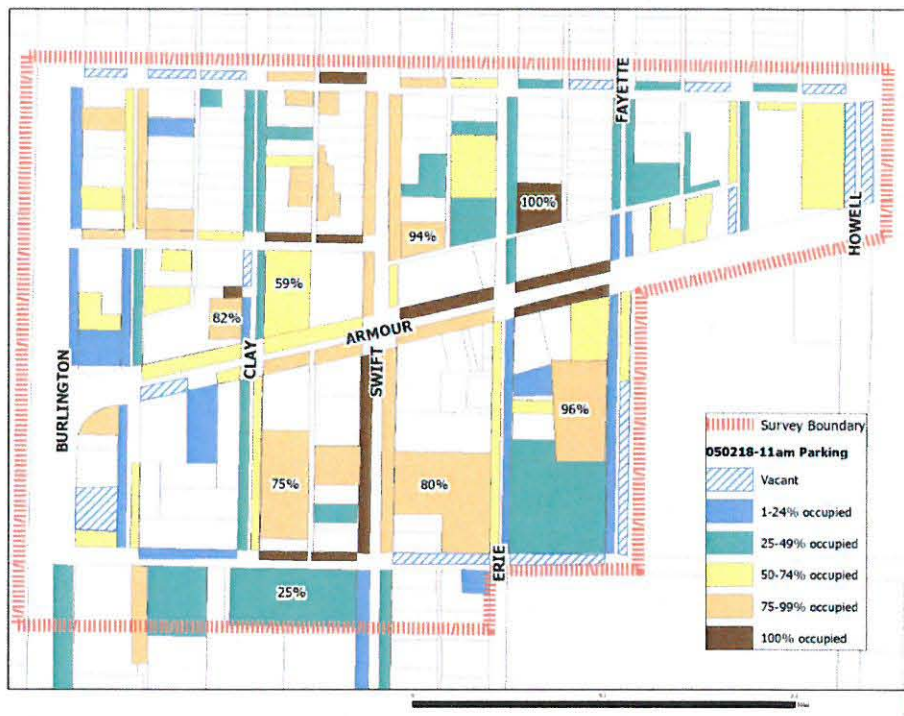 FAYETTE
HOWELL
100%
94%
59%
82%
ARMOUR
CLAY
SWIFT
BURLINGTON
96%
75%
80%
ERIE
25%
Survey Boundary
050218-11am Parking
Vacant
1-24% occupied
25-49% occupied
50-74% occupied
75-99% occupied
100% occupied